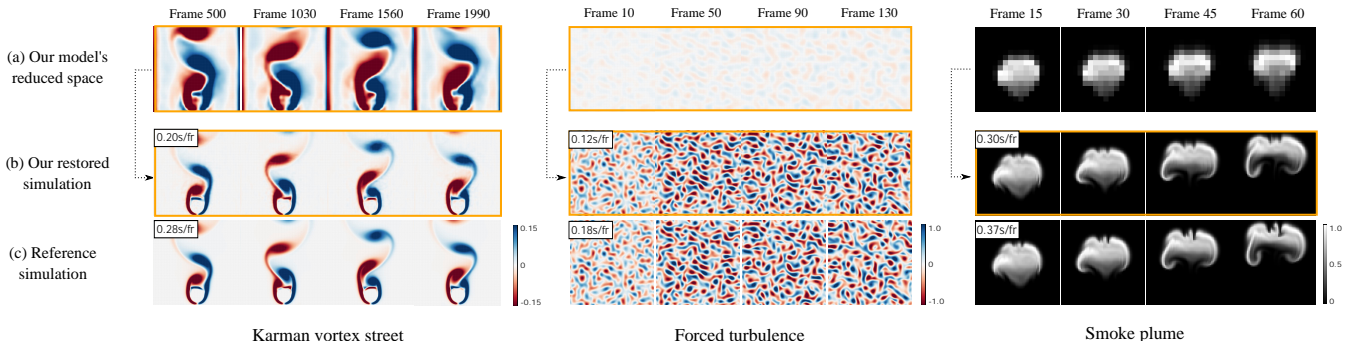 Frame 500 Frame 1030 Frame 1560 Frame 1990
Frame 10 Frame 50 Frame 90 Frame 130
Frame 15 Frame 30 Frame 45 Frame 60
(a) Our model's
reduced space
(b) Our restored
simulation
(c) Reference
simulation
0.20s/fr
0.28s/fr
0.15
0
-0.15
Karman vortex street
0.12s/fr
0.18s/fr
1.0
0
-1.0
Forced turbulence
0.30s/fr
0.37s/fr
1.0
0.5
0
Smoke plume